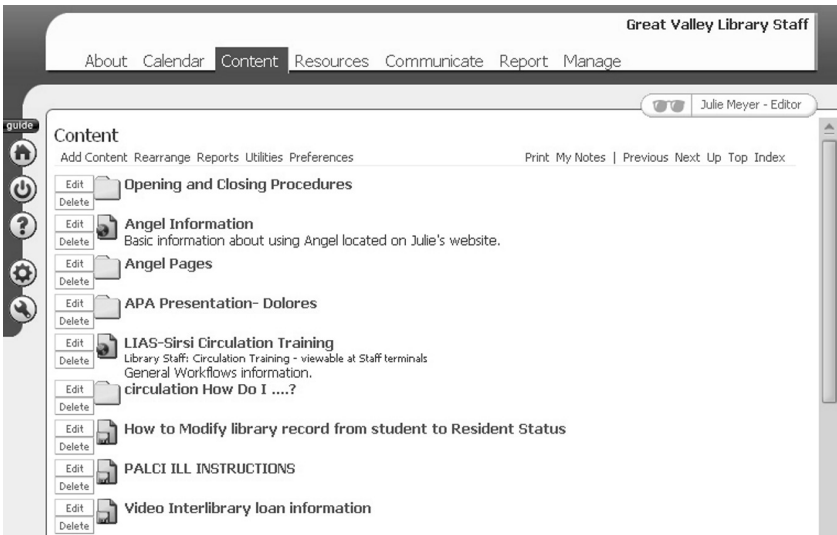 Great Valley Library Staff
About Calendar Content Resources Communicate Report Manage
Julie Meyer - Editor
guide
Content
Add Content Rearrange Reports Utilities Preferences
Print My Notes | Previous Next Up Top Index
Edit
Opening and Closing Procedures
Delete
Edit
Angel Information
Delete
Basic information about using Angel located on Julie's website.
Edit
Angel Pages
Delete
Edit
APA Presentation- Dolores
Delete
Edit
LIAS-Sirsi Circulation Training
Delete
Library Staff: Circulation Training - viewable at Staff terminals
General Workflows information.
Edit
circulation How Do I ....?
Delete
Edit
How to Modify library record from student to Resident Status
Delete
Edit
PALCI ILL INSTRUCTIONS
Delete
Edit
Video Interlibrary loan information
Delete